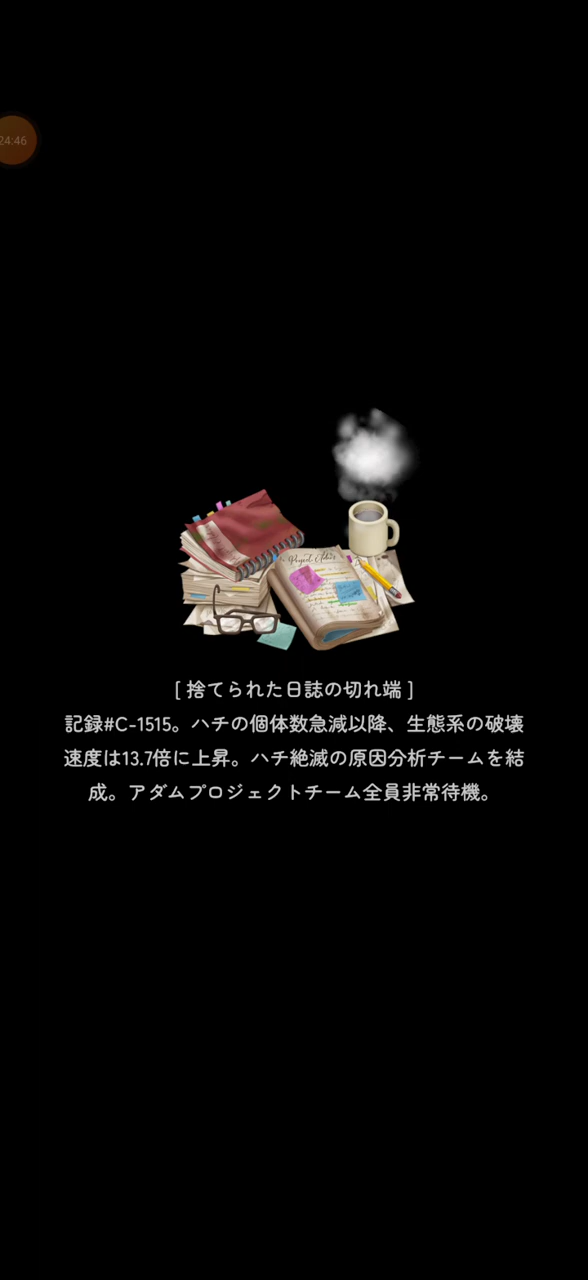 24:46
Project Adam
[ 捨てられた日誌の切れ端 ]
記録#C-1515。ハチの個体数急減以降、生態系の破壊
速度は13.7倍に上昇。ハチ絶滅の原因分析チームを結
成。アダムプロジェクトチーム全員非常待機。